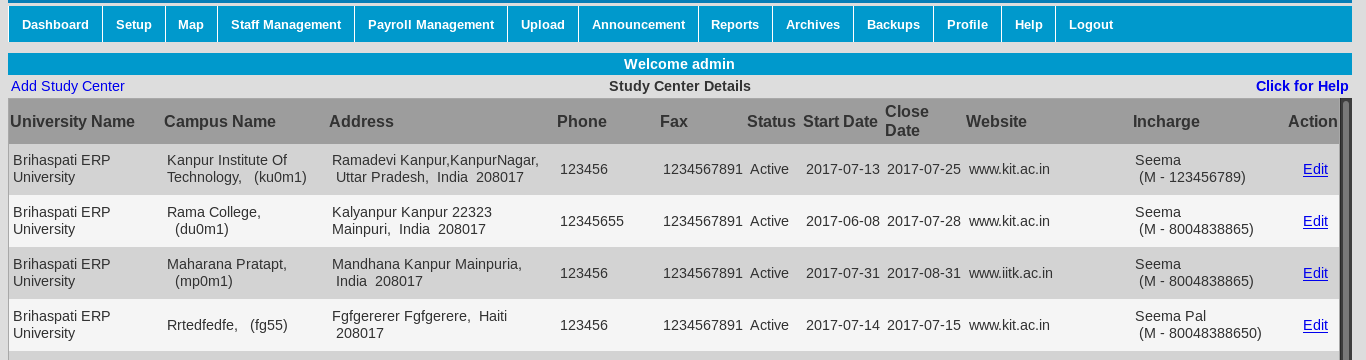 Dashboard Setup Map Staff Management Payroll Management Upload Announcement Reports Archives Backups Profile Help Logout
Welcome admin
Add Study Center Study Center Details Click for Help
University Name Campus Name Address Phone Fax Status Start Date Close Date Website Incharge Action
Brihaspati ERP Kanpur Institute Of Ramadevi Kanpur,KanpurNagar, 123456 1234567891 Active 2017-07-13 2017-07-25 www.kit.ac.in Seema Edit
University Technology, (ku0m1) Uttar Pradesh, India 208017 (M - 123456789)
Brihaspati ERP Rama College, Kalyanpur Kanpur 22323 12345655 1234567891 Active 2017-06-08 2017-07-28 www.kit.ac.in Seema Edit
University (du0m1) Mainpuri, India 208017 (M - 8004838865)
Brihaspati ERP Maharana Pratapt, Mandhana Kanpur Mainpuria, 123456 1234567891 Active 2017-07-31 2017-08-31 www.iitk.ac.in Seema Edit
University (mp0m1) India 208017 (M - 8004838865)
Brihaspati ERP Rrtedfedfe, (fg55) Fgfgererer Fgfgerere, Haiti 123456 1234567891 Active 2017-07-14 2017-07-15 www.kit.ac.in Seema Pal Edit
University 208017 (M - 80048388650)